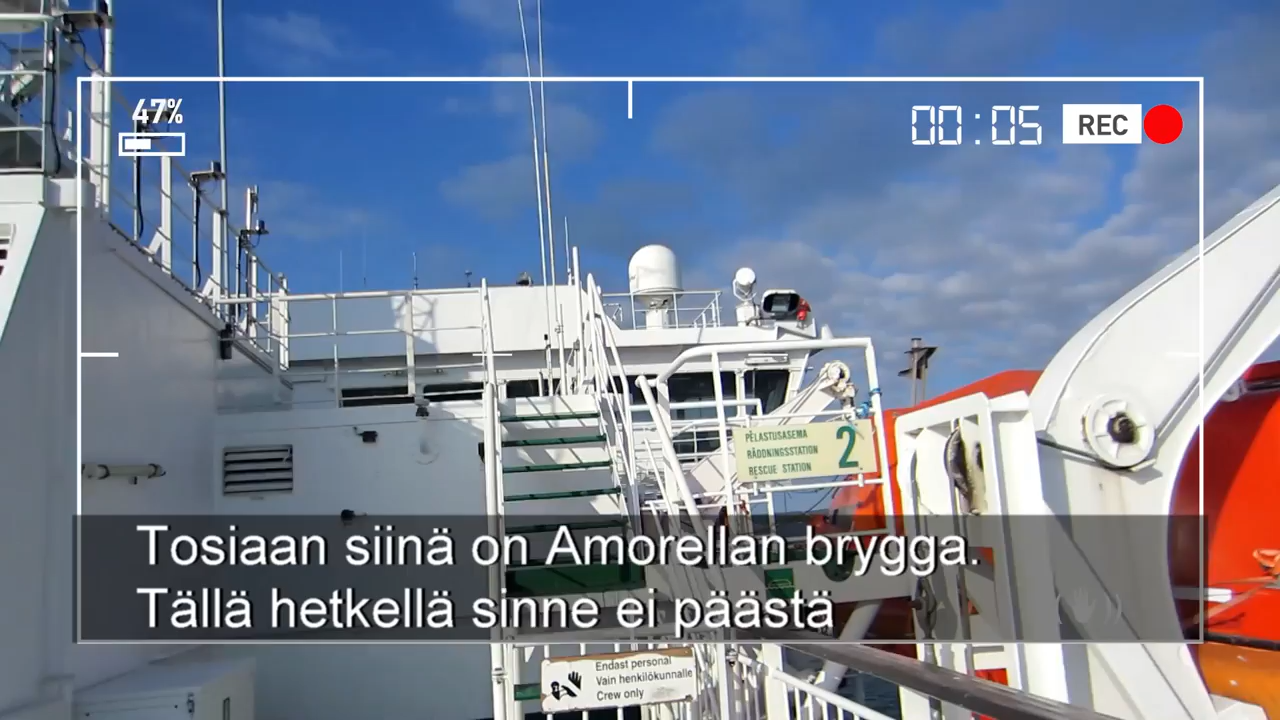 47%
00:05 REC
PELASTUSASEMA
RÄDDNINGSSTATION
RESCUE STATION
2
Tosiaan siinä on Amorellan brygga.
Tällä hetkellä sinne ei päästä
Endast personal
Vain henkilökunnalle
Crew only